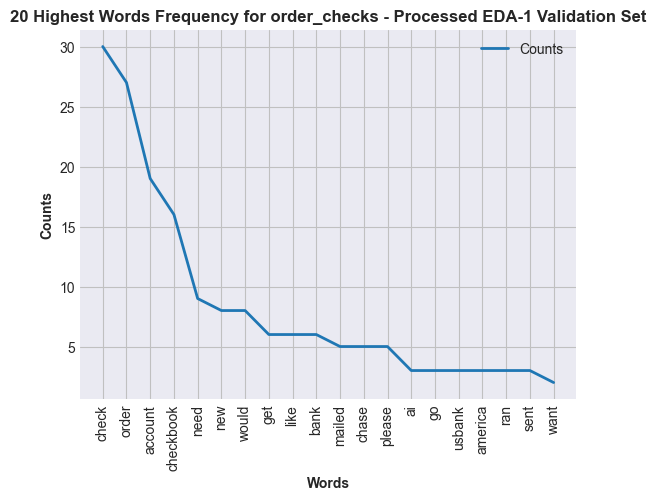 20 Highest Words Frequency for order_checks - Processed EDA-1 Validation Set
Counts
30
25
20
15
10
5
Counts
check
order
account
checkbook
need
new
would
get
like
bank
mailed
chase
please
ai
go
usbank
america
ran
sent
want
Words